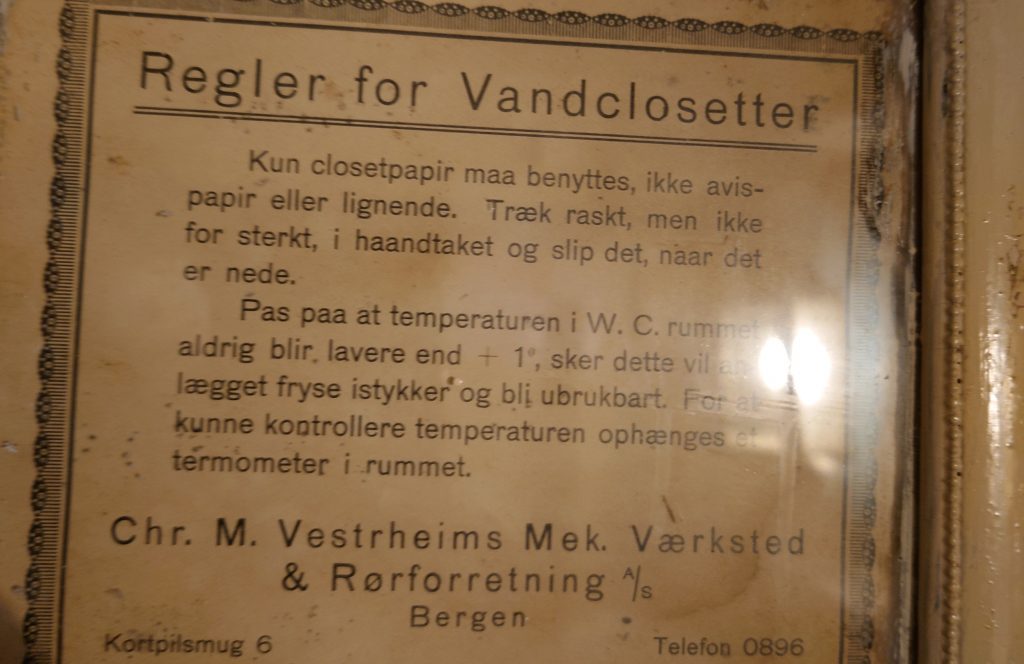 Regler for Vandclosetter
Kun closetpapir maa benyttes, ikke avis-
papir eller lignende. Træk raskt, men ikke
for sterkt, i haandtaket og slip det, naar det
er nede.
Pas paa at temperaturen i W. C. rummet
aldrig blir lavere end + 1°, sker dette vil an-
lægget fryse istykker og bli ubrukbart. For at
kunne kontrollere temperaturen ophænges et
termometer i rummet.
Chr. M. Vestrheims Mek. Værksted
& Rørforretning A/s
Bergen
Kortpilsmug 6 Telefon 0896